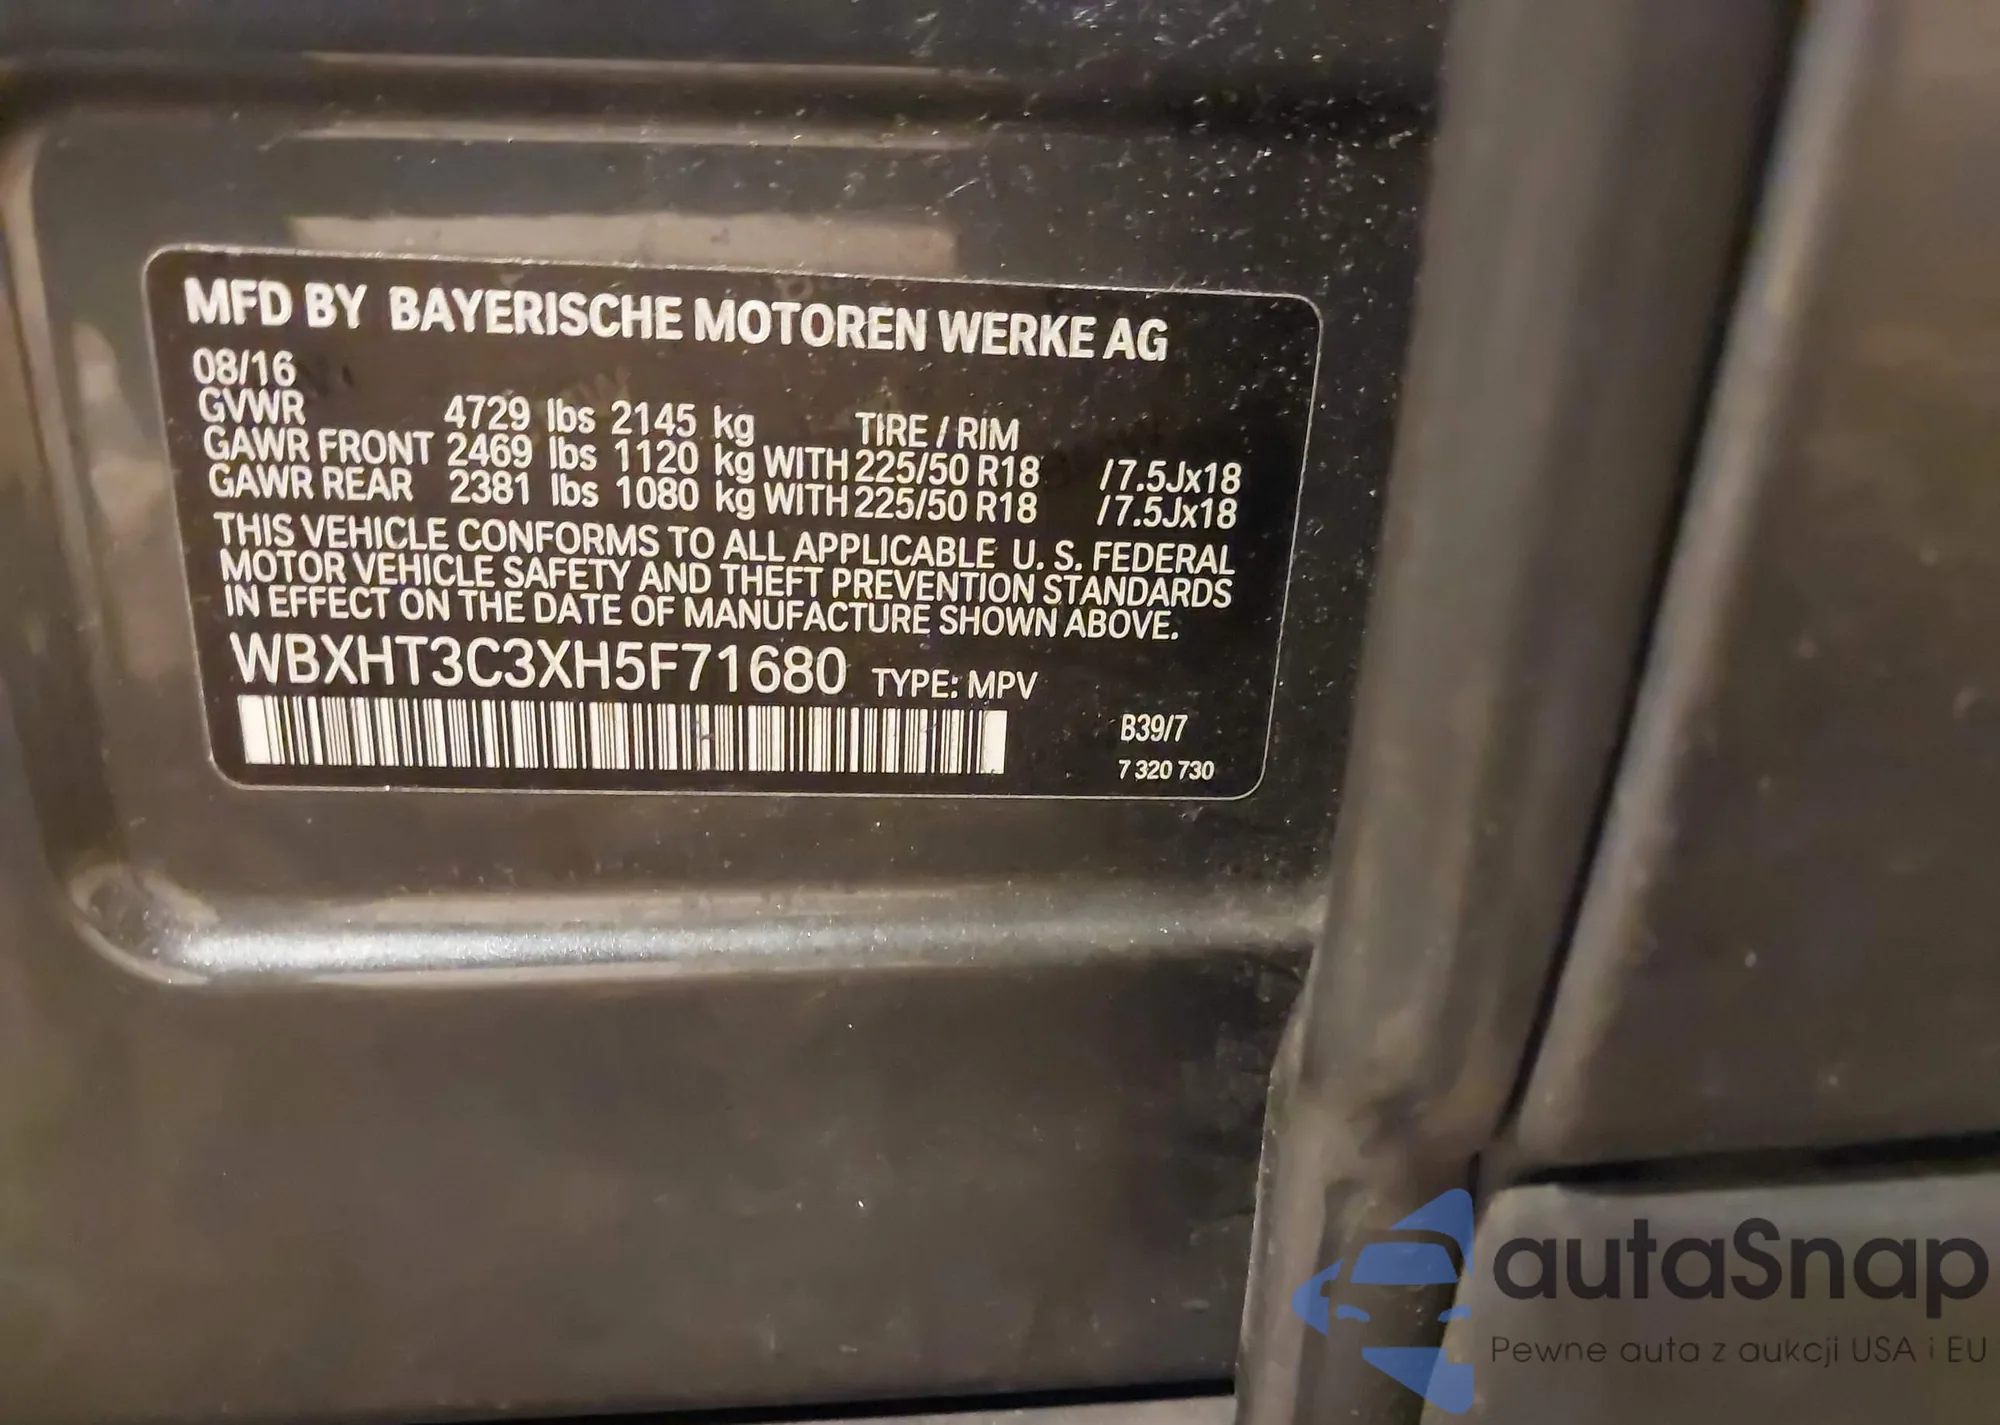 MFD BY BAYERISCHE MOTOREN WERKE AG
08/16
GVWR 4729 lbs 2145 kg TIRE / RIM
GAWR FRONT 2469 lbs 1120 kg WITH 225/50 R18 /7.5Jx18
GAWR REAR 2381 lbs 1080 kg WITH 225/50 R18 /7.5Jx18
THIS VEHICLE CONFORMS TO ALL APPLICABLE U. S. FEDERAL
MOTOR VEHICLE SAFETY AND THEFT PREVENTION STANDARDS
IN EFFECT ON THE DATE OF MANUFACTURE SHOWN ABOVE.
WBXHT3C3XH5F71680 TYPE: MPV
B39/7
7 320 730
autaSnap
Pewne auta z aukcji USA i EU